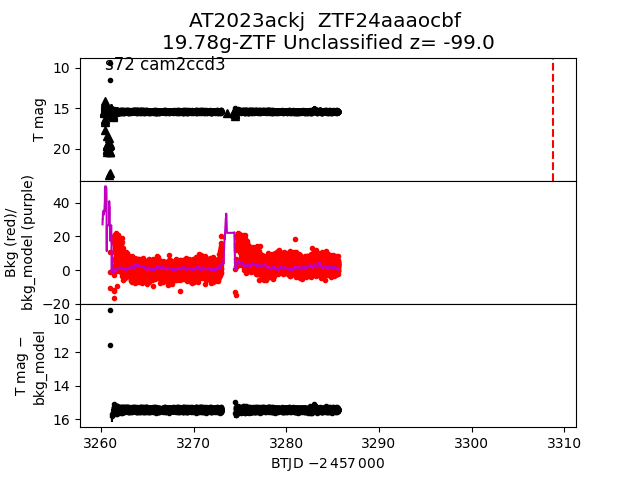 AT2023ackj  ZTF24aaaocbf
19.78g-ZTF Unclassified z= -99.0
s72 cam2ccd3
10
15
20
T mag
40
20
0
−20
Bkg (red)/
bkg_model (purple)
10
12
14
16
T mag −
bkg_model
3260 3270 3280 3290 3300 3310
BTJD −2 457 000